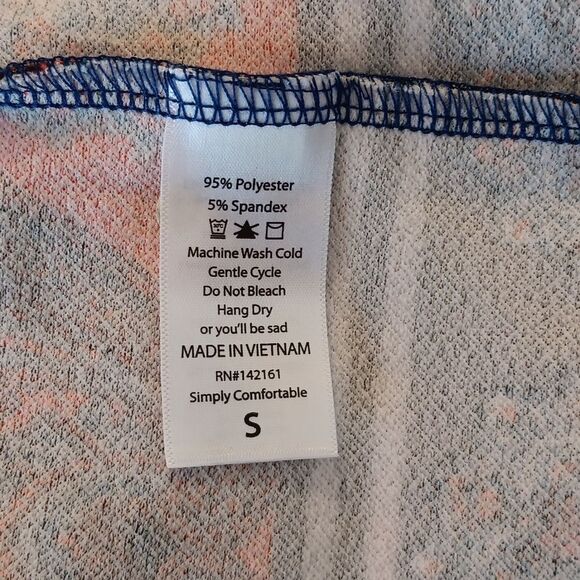 95% Polyester
5% Spandex
Machine Wash Cold
Gentle Cycle
Do Not Bleach
Hang Dry
or you'll be sad
MADE IN VIETNAM
RN#142161
Simply Comfortable
S